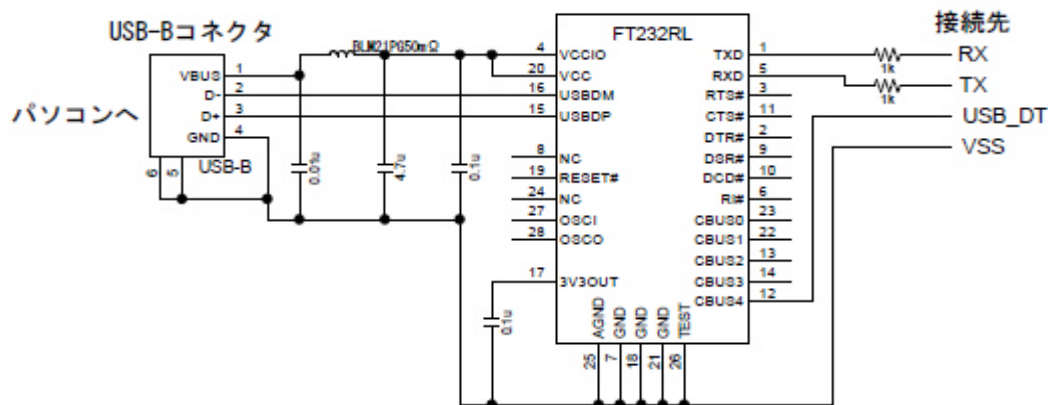 USB-Bコネクタ
パソコンへ
VBUS 1
D- 2
D+ 3
GND 4
USB-B
6 5
BLM21PG50mΩ
0.01u
4.7u
0.1u
0.1u
FT232RL
4 VCCIO
20 VCC
16 USBDM
15 USBDP
8 NC
19 RESET#
24 NC
27 OSCI
28 OSCO
17 3V3OUT
TXD 1
RXD 5
RTS# 3
CTS# 11
DTR# 2
DSR# 9
DCD# 10
RI# 6
CBUS0 23
CBUS1 22
CBUS2 13
CBUS3 14
CBUS4 12
AGND GND GND GND TEST
25 7 18 21 26
接続先
1k RX
1k TX
USB_DT
VSS